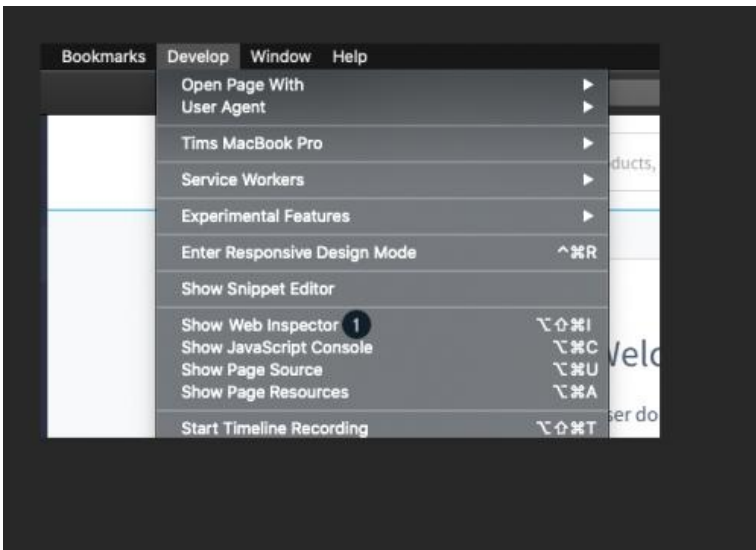 Bookmarks Develop Window Help
Open Page With ▶
User Agent ▶
Tims MacBook Pro ▶
ducts,
Service Workers ▶
Experimental Features ▶
Enter Responsive Design Mode ^⌘R
Show Snippet Editor
Show Web Inspector 1 ⌥⇧⌘I
Show JavaScript Console ⌥⌘C
Show Page Source ⌥⌘U
Show Page Resources ⌥⌘A
ser do
Start Timeline Recording ⌥⇧⌘T